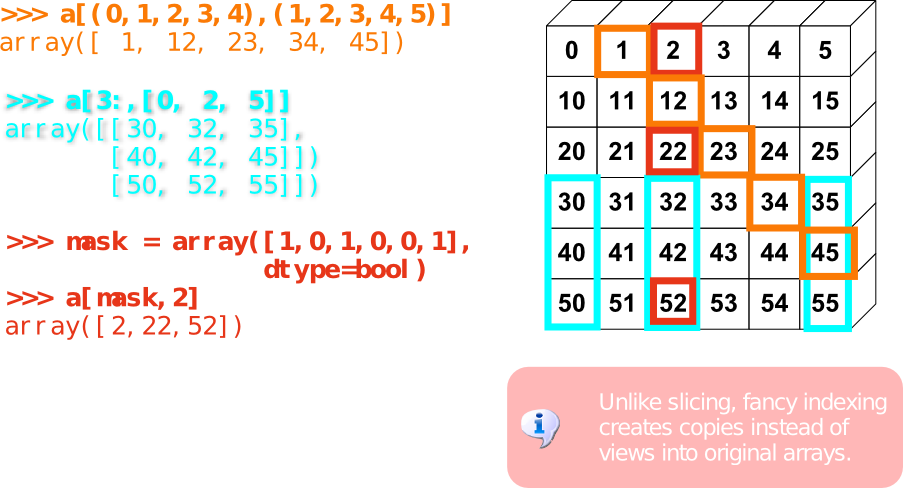 >>> a[(0,1,2,3,4),(1,2,3,4,5)]
array([ 1, 12, 23, 34, 45])
>>> a[3:,[0, 2, 5]]
array([[30, 32, 35],
[40, 42, 45]])
[50, 52, 55]])
>>> mask = array([1,0,1,0,0,1],
dtype=bool)
>>> a[mask,2]
array([2,22,52])
0 1 2 3 4 5
10 11 12 13 14 15
20 21 22 23 24 25
30 31 32 33 34 35
40 41 42 43 44 45
50 51 52 53 54 55
Unlike slicing, fancy indexing
creates copies instead of
views into original arrays.